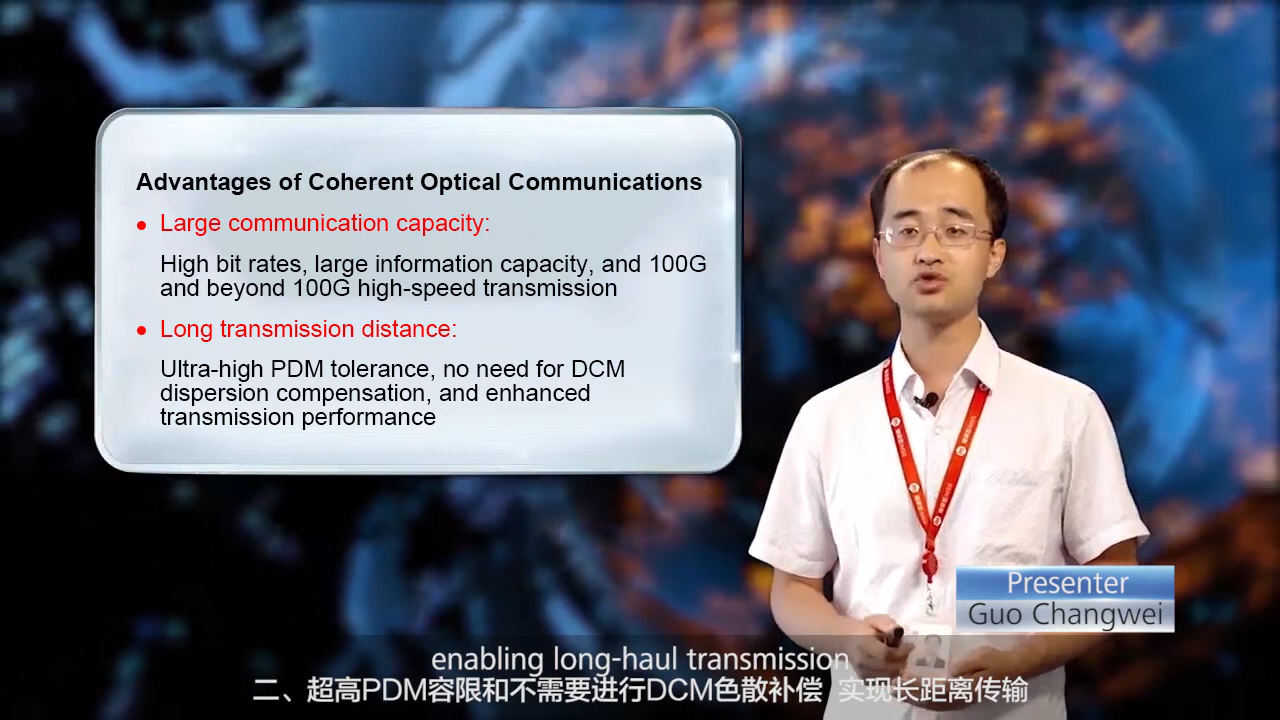 Advantages of Coherent Optical Communications
● Large communication capacity:
High bit rates, large information capacity, and 100G
and beyond 100G high-speed transmission
● Long transmission distance:
Ultra-high PDM tolerance, no need for DCM
dispersion compensation, and enhanced
transmission performance
Presenter
Guo Changwei
enabling long-haul transmission
二、超高PDM容限和不需要进行DCM色散补偿 实现长距离传输